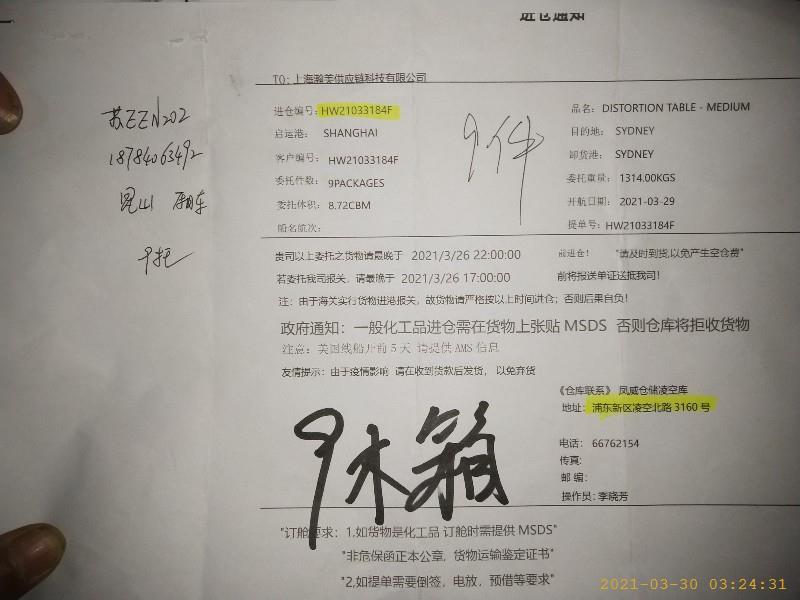 进仓通知
TO: 上海瀚美供应链科技有限公司
进仓编号: HW21033184F
品名: DISTORTION TABLE - MEDIUM
启运港: SHANGHAI
目的地: SYDNEY
客户编号: HW21033184F
卸货港: SYDNEY
委托件数: 9PACKAGES
委托重量: 1314.00KGS
委托体积: 8.72CBM
开航日期: 2021-03-29
船名航次:
提单号: HW21033184F
9件
苏EZN202
18784063492
昆山
9托
贵司以上委托之货物请最晚于 2021/3/26 22:00:00 前进仓! "请及时到货,以免产生空仓费"
若委托我司报关, 请最晚于 2021/3/26 17:00:00 前将报送单证送抵我司!
注: 由于海关实行货物进港报关, 故货物请严格按以上时间进仓; 否则后果自负!
政府通知: 一般化工品进仓需在货物上张贴 MSDS 否则仓库将拒收货物
注意: 美国线船开前 5 天 请提供 AMS 信息
友情提示: 由于疫情影响 请在收到货款后发货, 以免弃货
《仓库联系》 凤威仓储凌空库
地址: 浦东新区凌空北路 3160 号
电话: 66762154
传真:
邮 编:
操作员: 李晓芳
9木箱
"订舱要求: 1.如货物是化工品 订舱时需提供 MSDS"
"非危保函正本公章, 货物运输鉴定证书"
"2,如提单需要倒签, 电放, 预借等要求"
2021-03-30 03:24:31